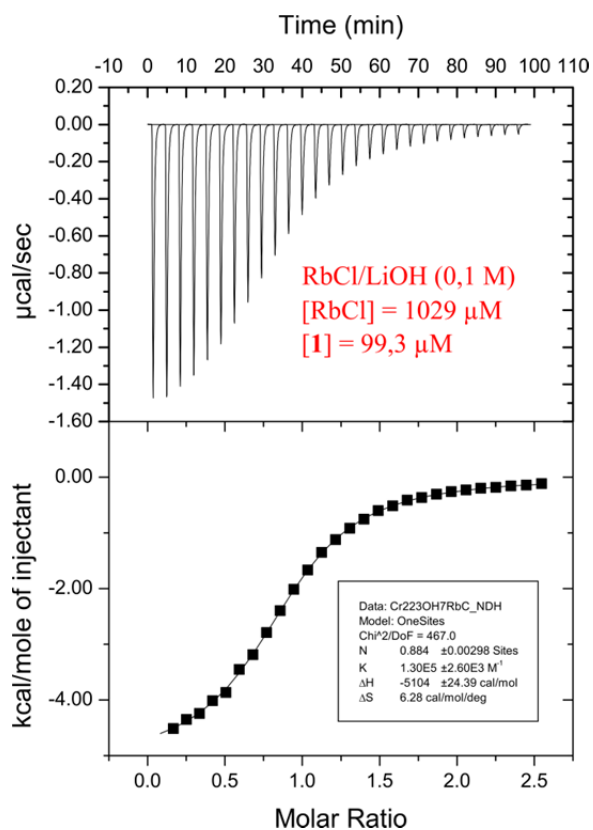 Time (min)
-10 0 10 20 30 40 50 60 70 80 90 100 110
0.20
0.00
-0.20
-0.40
-0.60
-0.80
-1.00
-1.20
-1.40
-1.60
µcal/sec
RbCl/LiOH (0,1 M)
[RbCl] = 1029 µM
[1] = 99,3 µM
0.00
-2.00
-4.00
kcal/mole of injectant
Data: Cr223OH7RbC_NDH
Model: OneSites
Chi^2/DoF = 467.0
N 0.884 ±0.00298 Sites
K 1.30E5 ±2.60E3 M⁻¹
ΔH -5104 ±24.39 cal/mol
ΔS 6.28 cal/mol/deg
0.0 0.5 1.0 1.5 2.0 2.5
Molar Ratio